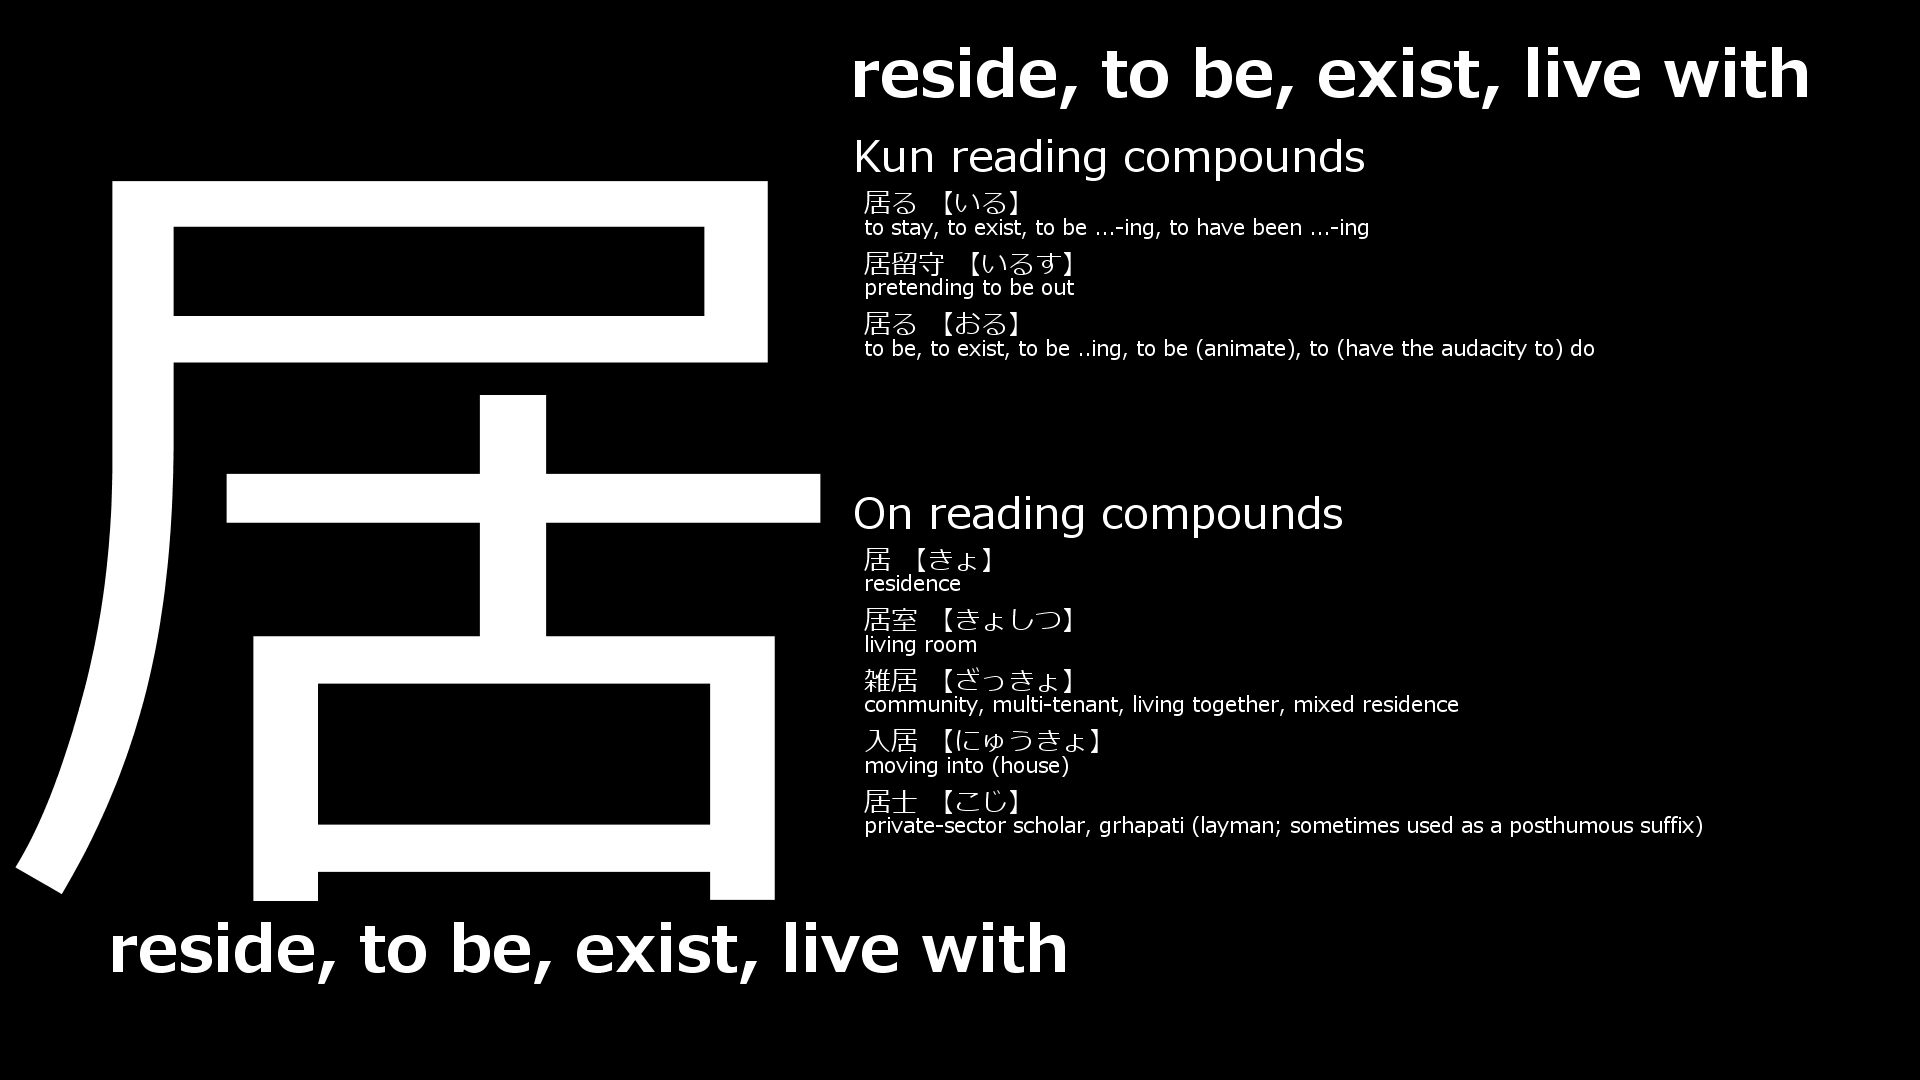 居
reside, to be, exist, live with
reside, to be, exist, live with
Kun reading compounds
居る 【いる】
to stay, to exist, to be ...-ing, to have been ...-ing
居留守 【いるす】
pretending to be out
居る 【おる】
to be, to exist, to be ..ing, to be (animate), to (have the audacity to) do
On reading compounds
居 【きょ】
residence
居室 【きょしつ】
living room
雑居 【ざっきょ】
community, multi-tenant, living together, mixed residence
入居 【にゅうきょ】
moving into (house)
居士 【こじ】
private-sector scholar, grhapati (layman; sometimes used as a posthumous suffix)